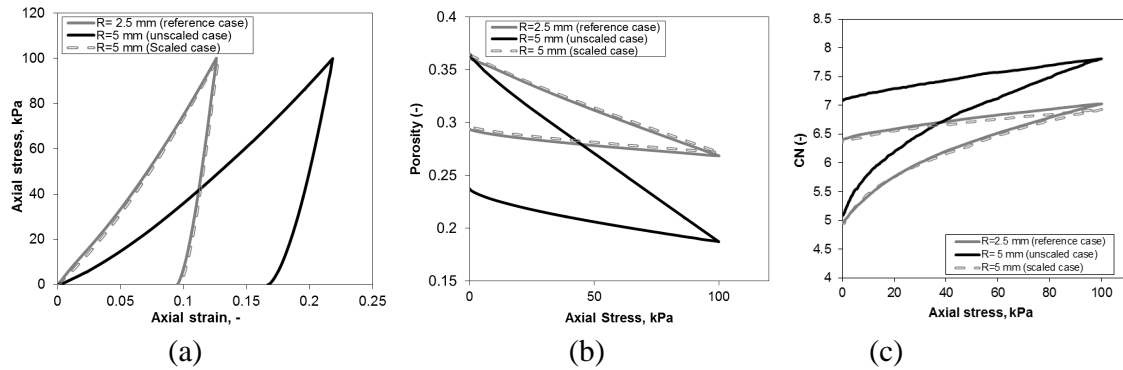 120
100
80
60
40
20
0
Axial stress, kPa
R= 2.5 mm (reference case)
R=5 mm (unscaled case)
R=5 mm (Scaled case)
0
0.05
0.1
0.15
0.2
0.25
Axial strain, -
(a)
0.4
0.35
0.3
0.25
0.2
0.15
Porosity (-)
R=2.5 mm (reference case)
R=5 mm (unscaled case)
R= 5 mm (scaled case)
0
50
100
Axial Stress, kPa
(b)
8.5
8
7.5
7
6.5
6
5.5
5
4.5
4
CN (-)
R=2.5 mm (reference case)
R= 5 mm (unscaled case)
R=5 mm (scaled case)
0
20
40
60
80
100
Axial stress, kPa
(c)